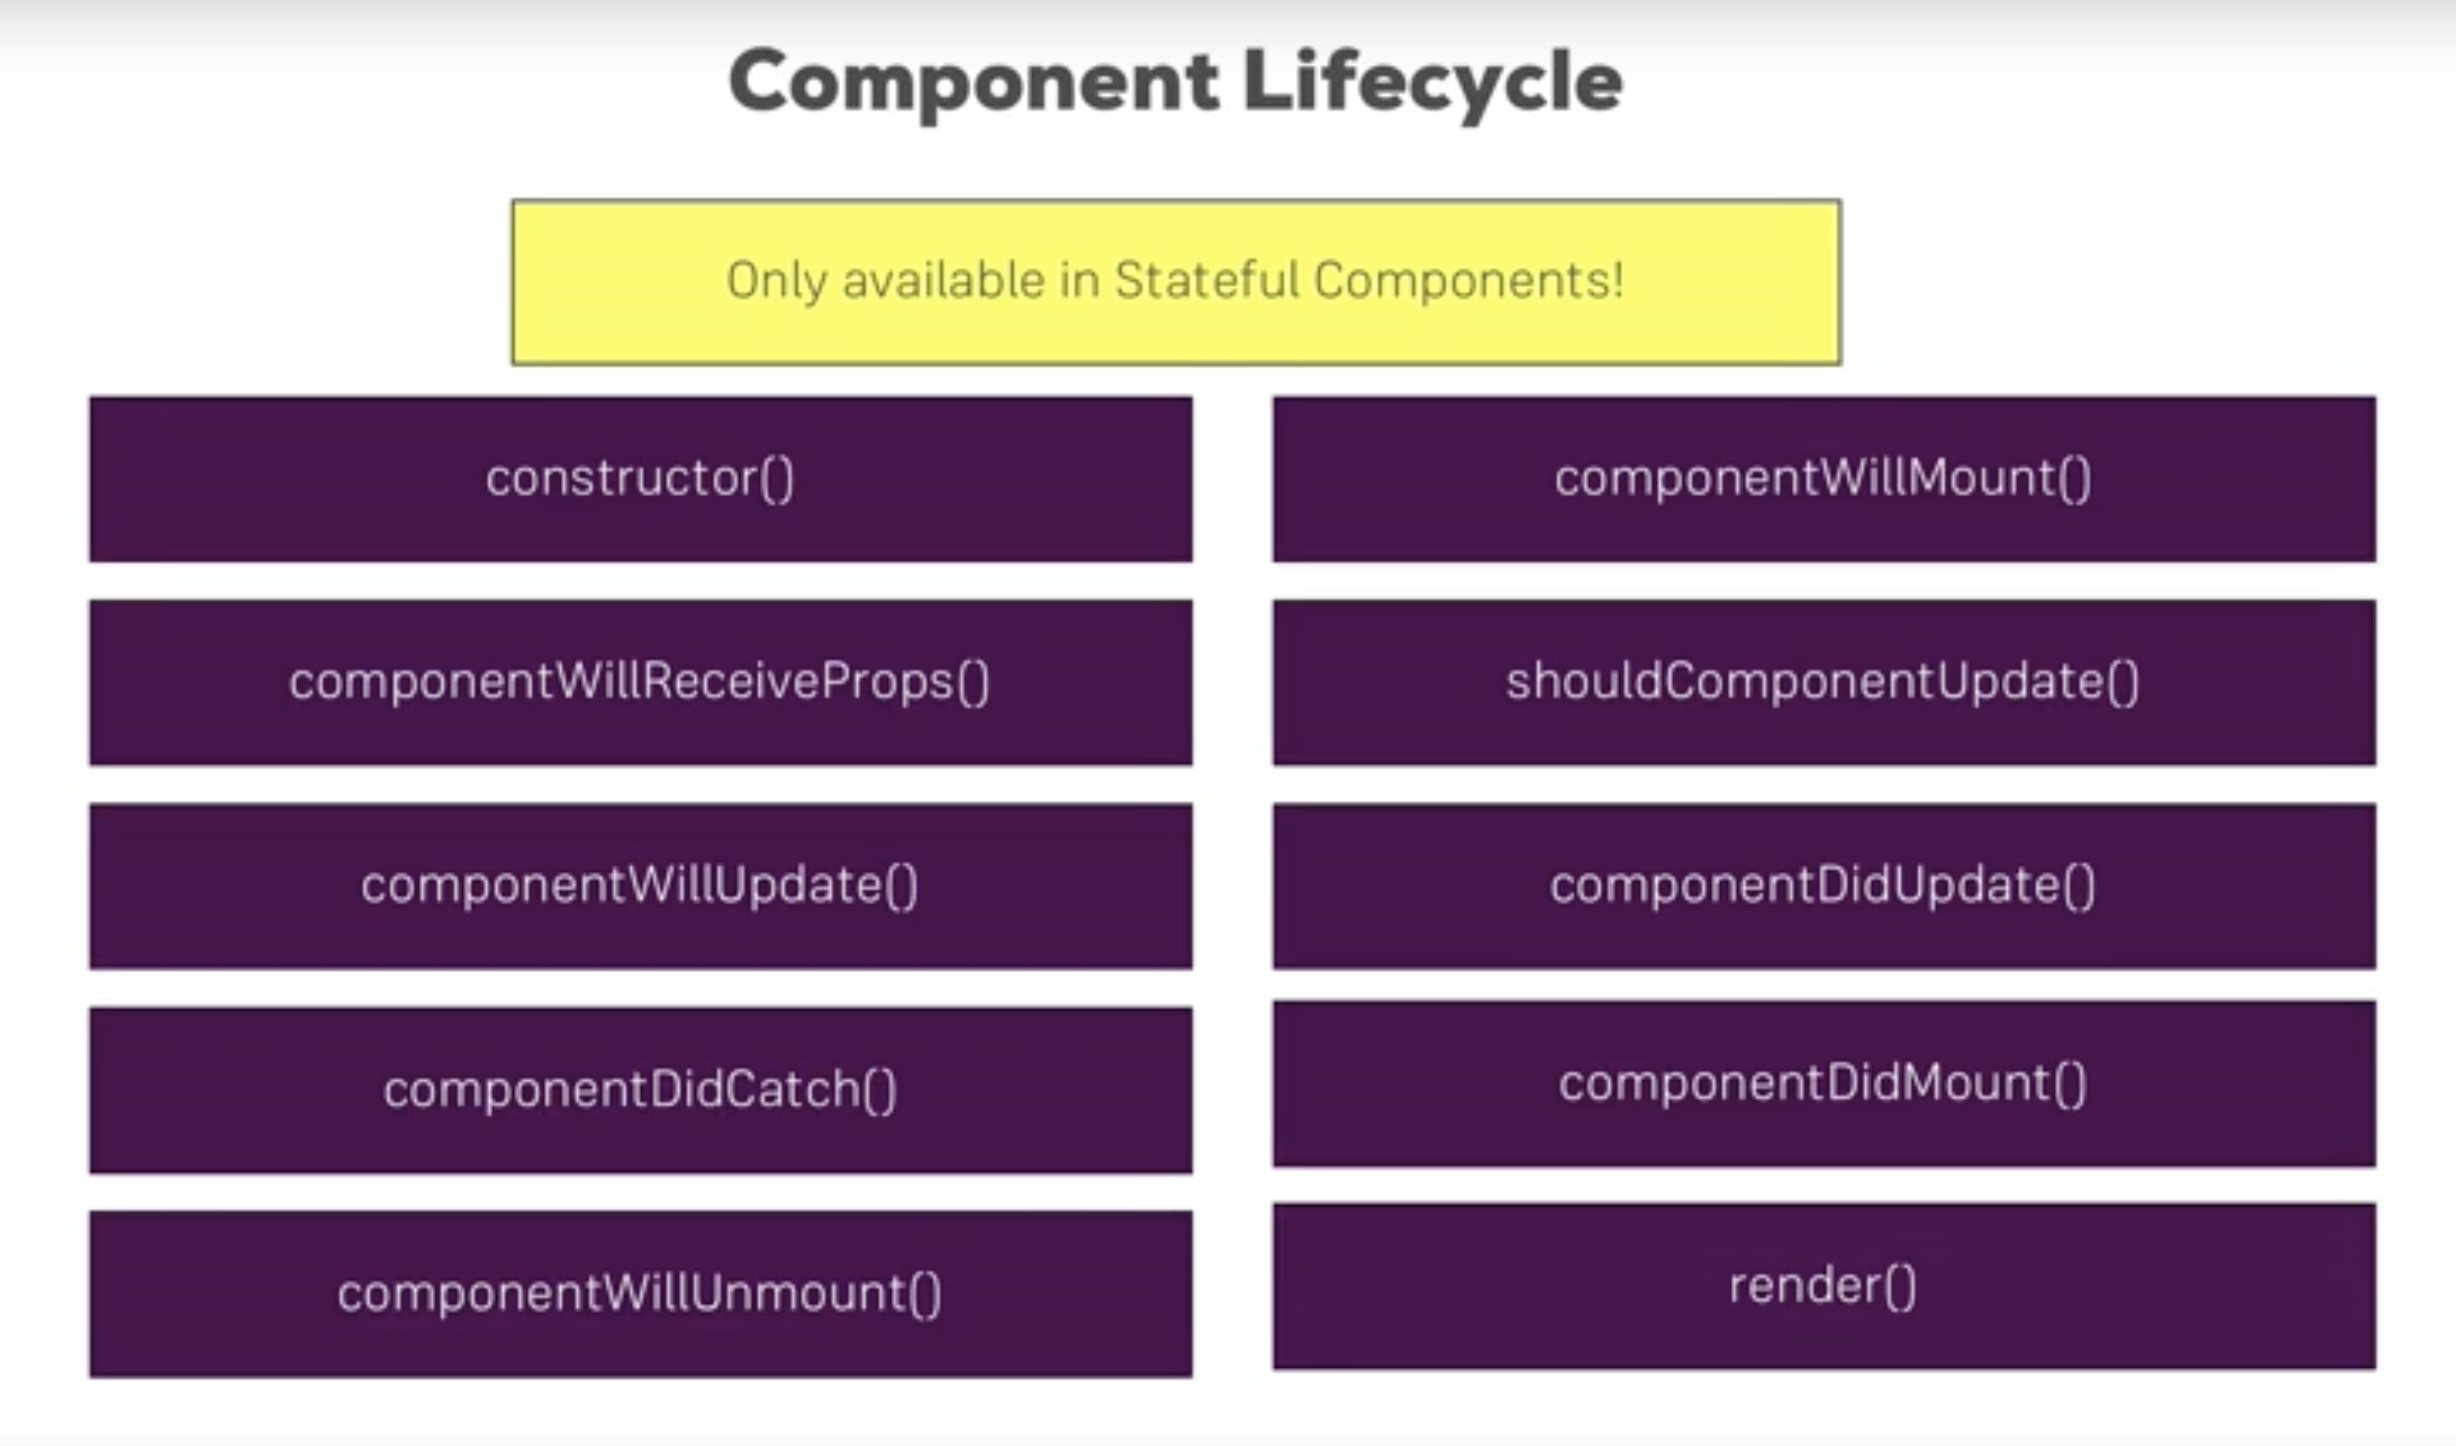 Component Lifecycle
Only available in Stateful Components!
constructor()
componentWillMount()
componentWillReceiveProps()
shouldComponentUpdate()
componentWillUpdate()
componentDidUpdate()
componentDidCatch()
componentDidMount()
componentWillUnmount()
render()